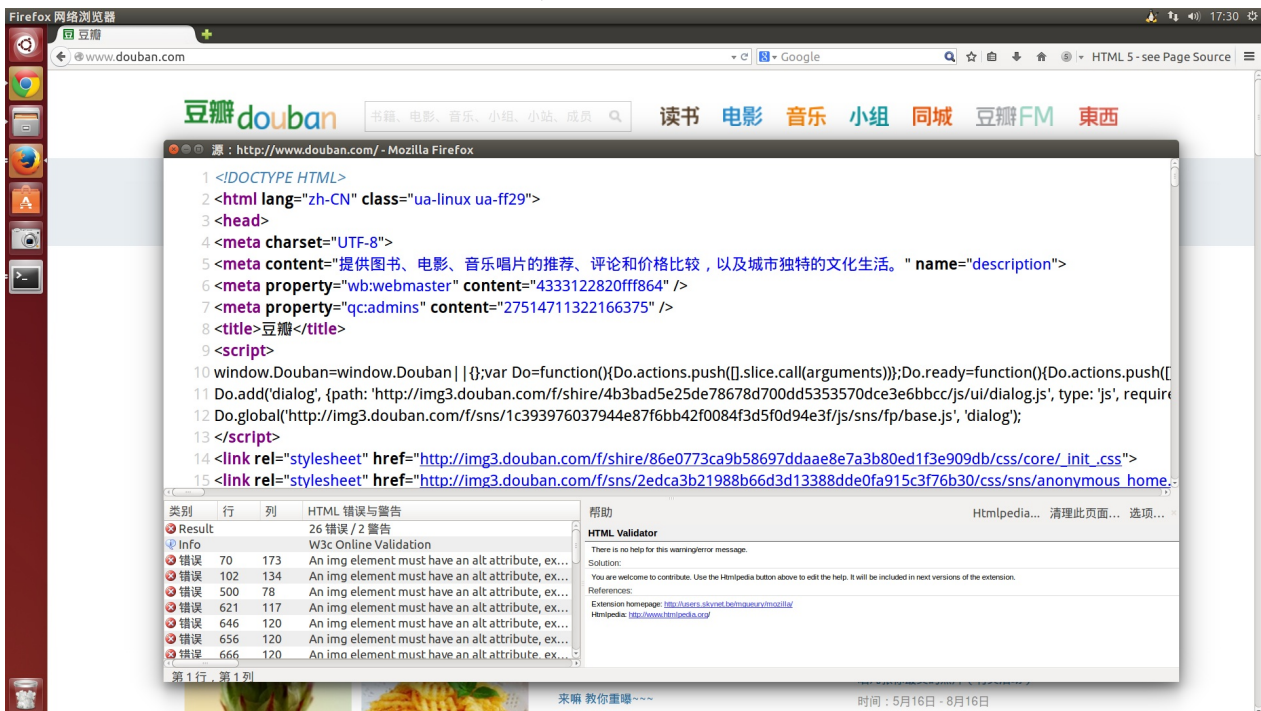 Firefox 网络浏览器 17:30
豆瓣
www.douban.com Google HTML 5 - see Page Source
豆瓣douban 书籍、电影、音乐、小组、小站、成员 读书 电影 音乐 小组 同城 豆瓣FM 東西
源：http://www.douban.com/ - Mozilla Firefox
1 <!DOCTYPE HTML>
2 <html lang="zh-CN" class="ua-linux ua-ff29">
3 <head>
4 <meta charset="UTF-8">
5 <meta content="提供图书、电影、音乐唱片的推荐、评论和价格比较，以及城市独特的文化生活。" name="description">
6 <meta property="wb:webmaster" content="4333122820fff864" />
7 <meta property="qc:admins" content="27514711322166375" />
8 <title>豆瓣</title>
9 <script>
10 window.Douban=window.Douban||{};var Do=function(){Do.actions.push([].slice.call(arguments))};Do.ready=function(){Do.actions.push([
11 Do.add('dialog', {path: 'http://img3.douban.com/f/shire/4b3bad5e25de78678d700dd5353570dce3e6bbcc/js/ui/dialog.js', type: 'js', require
12 Do.global('http://img3.douban.com/f/sns/1c393976037944e87f6bb42f0084f3d5f0d94e3f/js/sns/fp/base.js', 'dialog');
13 </script>
14 <link rel="stylesheet" href="http://img3.douban.com/f/shire/86e0773ca9b58697ddaae8e7a3b80ed1f3e909db/css/core/_init_.css">
15 <link rel="stylesheet" href="http://img3.douban.com/f/sns/2edca3b21988b66d3d13388dde0fa915c3f76b30/css/sns/anonymous_home.
类别 行 列 HTML 错误与警告
Result 26 错误 / 2 警告
Info W3c Online Validation
错误 70 173 An img element must have an alt attribute, ex...
错误 102 134 An img element must have an alt attribute, ex...
错误 500 78 An img element must have an alt attribute, ex...
错误 621 117 An img element must have an alt attribute, ex...
错误 646 120 An img element must have an alt attribute, ex...
错误 656 120 An img element must have an alt attribute, ex...
错误 666 120 An img element must have an alt attribute, ex...
帮助 Htmlpedia... 清理此页面... 选项...
HTML Validator
There is no help for this warning/error message.
Solution:
You are welcome to contribute. Use the Htmlpedia button above to edit the help. It will be included in next versions of the extension.
References:
Extension homepage: http://users.skynet.be/mgueury/mozilla/
Htmlpedia: http://www.htmlpedia.org/
第 1 行，第 1 列
来嘛 教你重曝~~~
时间：5月16日 - 8月16日